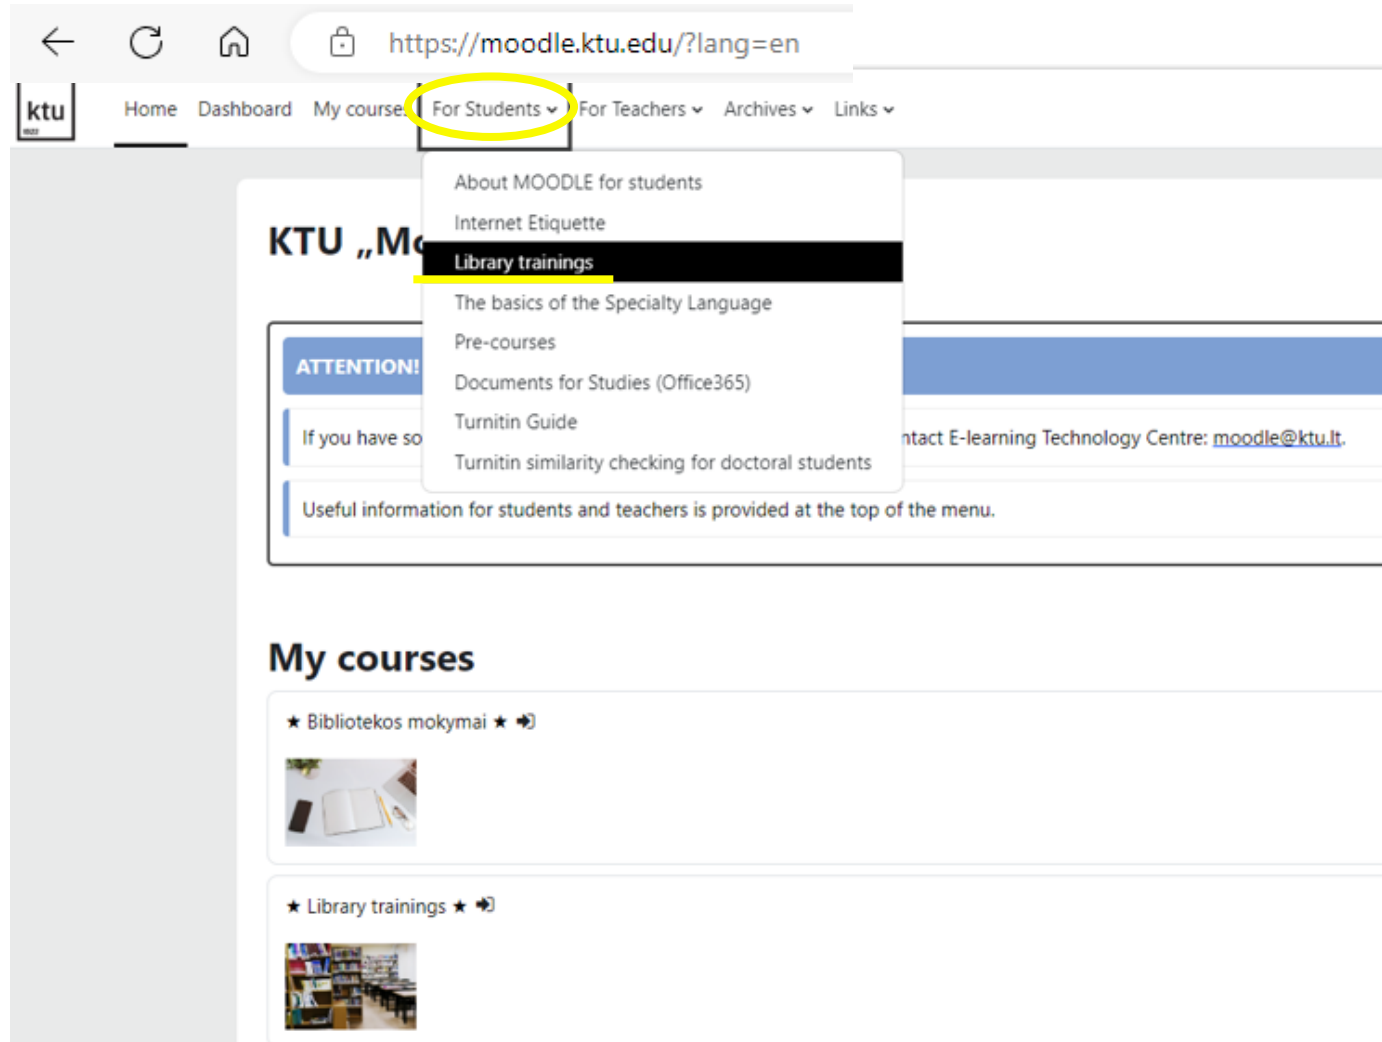 https://moodle.ktu.edu/?lang=en
ktu
1922
Home Dashboard My courses For Students For Teachers Archives Links
About MOODLE for students
Internet Etiquette
KTU „Mo
Library trainings
The basics of the Specialty Language
Pre-courses
ATTENTION!
Documents for Studies (Office365)
Turnitin Guide
If you have so ntact E-learning Technology Centre: moodle@ktu.lt.
Turnitin similarity checking for doctoral students
Useful information for students and teachers is provided at the top of the menu.
My courses
★ Bibliotekos mokymai ★
★ Library trainings ★